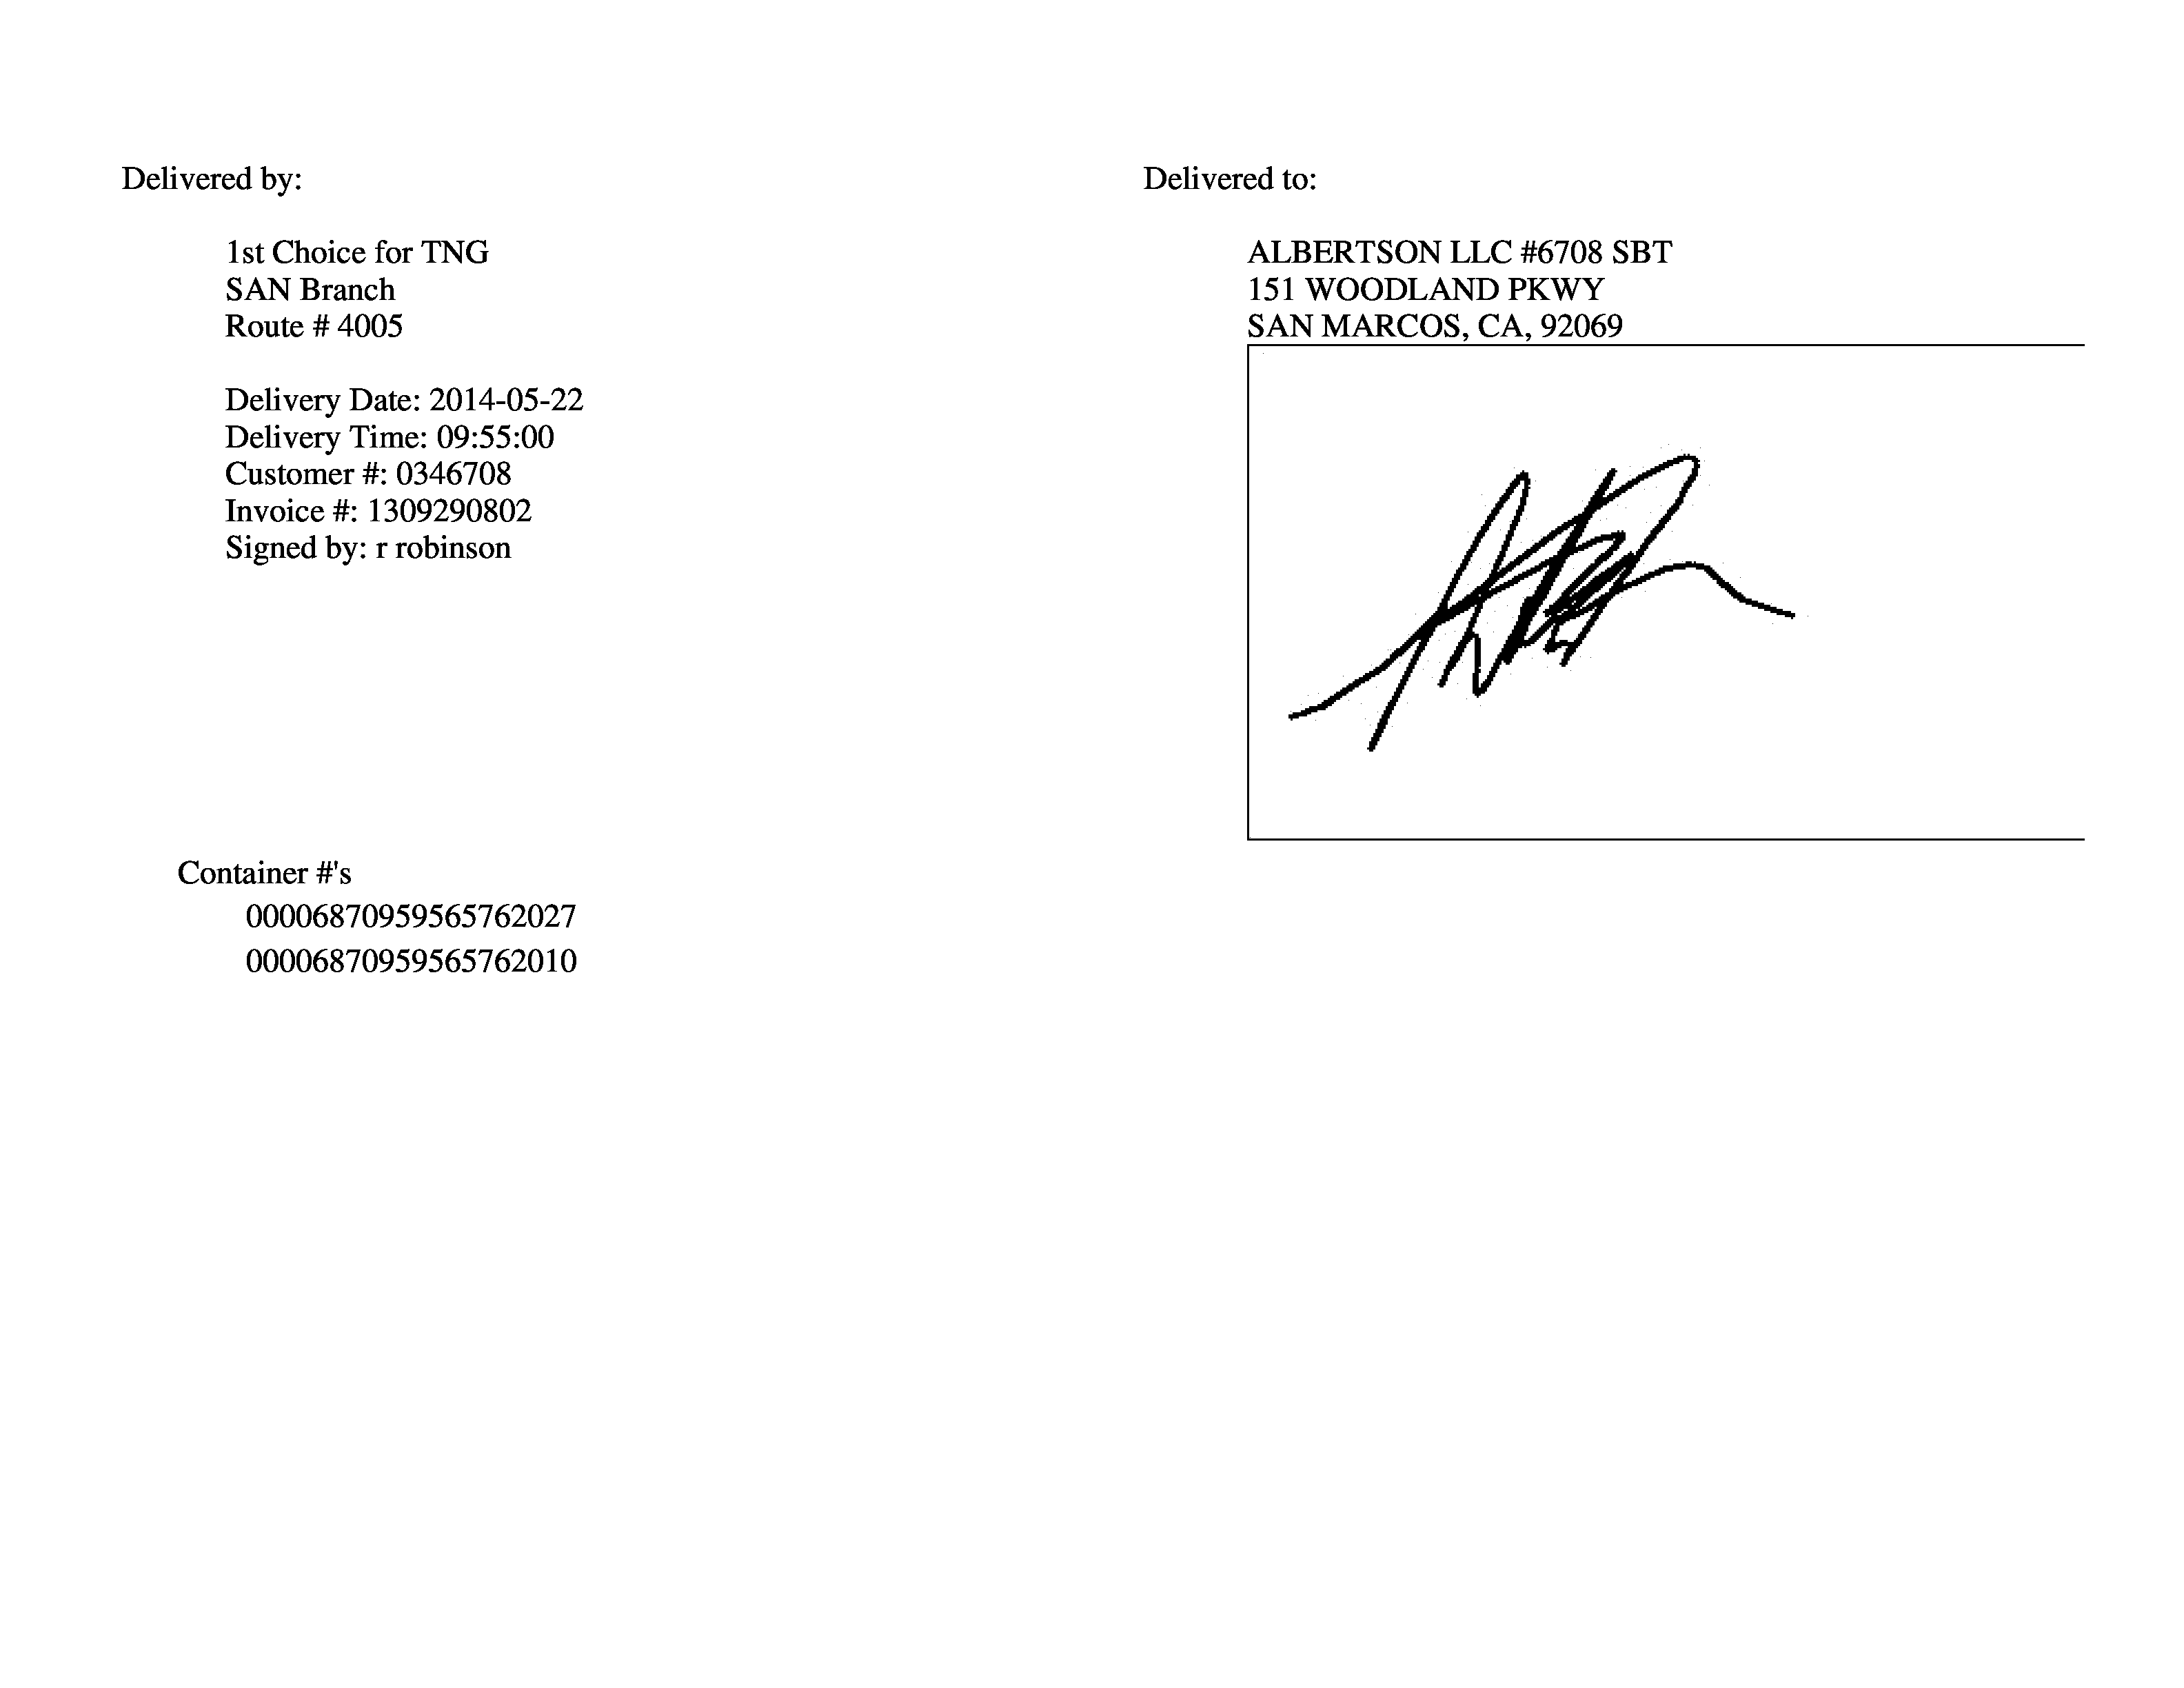 Delivered by:
1st Choice for TNG
SAN Branch
Route # 4005
Delivery Date: 2014-05-22
Delivery Time: 09:55:00
Customer #: 0346708
Invoice #: 1309290802
Signed by: r robinson
Delivered to:
ALBERTSON LLC #6708 SBT
151 WOODLAND PKWY
SAN MARCOS, CA, 92069
Container #'s
00006870959565762027
00006870959565762010